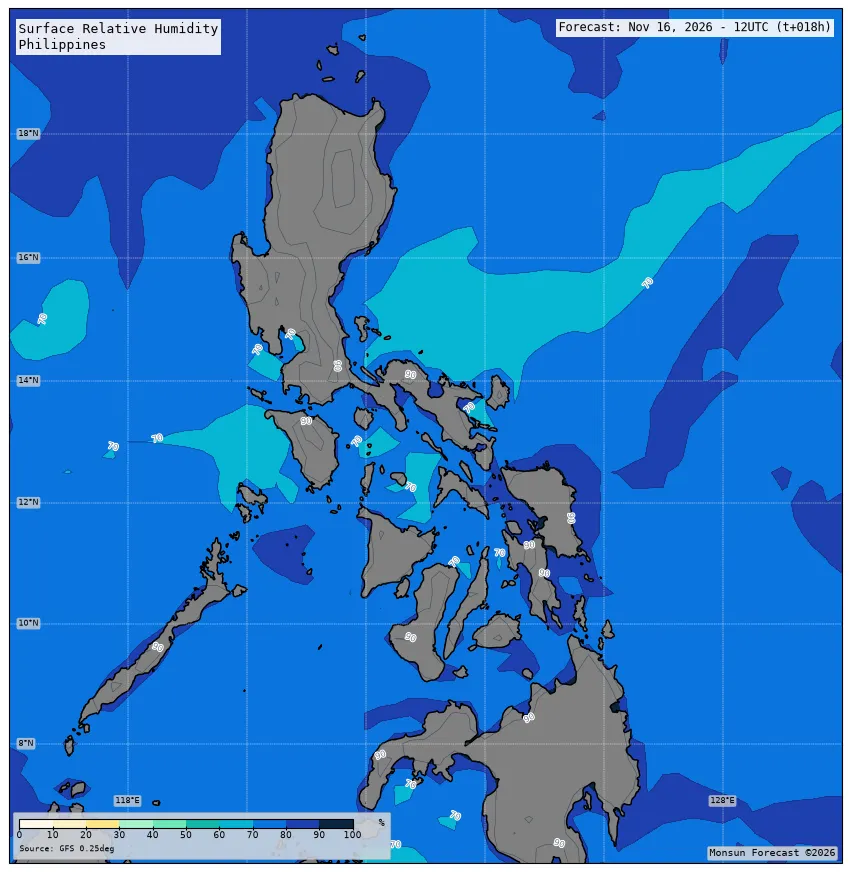 Surface Relative Humidity
Philippines
Forecast: Nov 16, 2026 - 12UTC (t+018h)
18°N
16°N
70
70
70
70
14°N
90
90
70
90
70
70
70
12°N
70
90
90
70
70
90
10°N
90
90
90
8°N
90
70
118°E
128°E
70
%
0 10 20 30 40 50 60 70 80 90 100
70
90
Source: GFS 0.25deg
Monsun Forecast ©2026